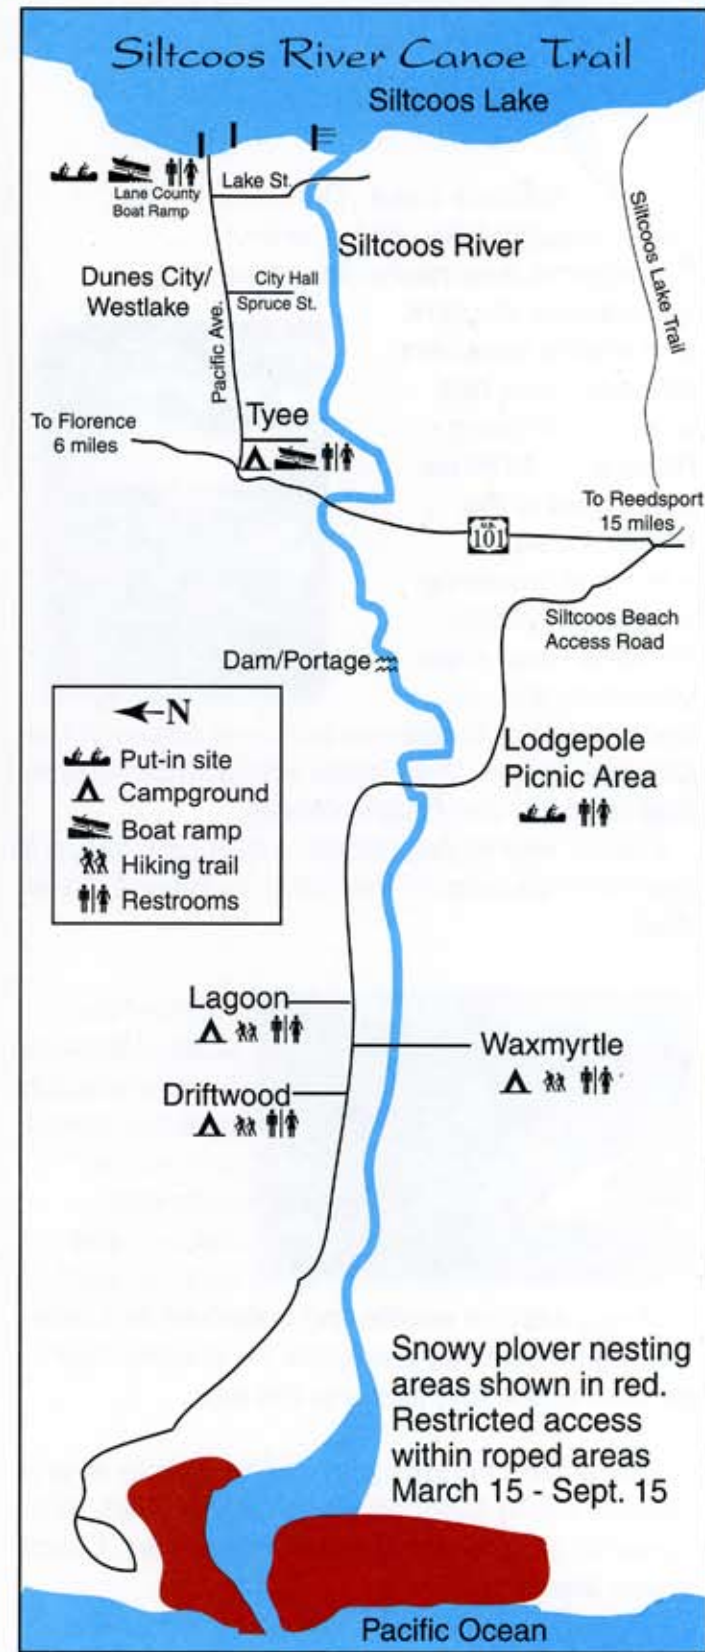 Siltcoos River Canoe Trail
Siltcoos Lake
Lane County
Boat Ramp
Lake St.
Siltcoos River
Siltcoos Lake Trail
Dunes City/
Westlake
City Hall
Spruce St.
Pacific Ave.
Tyee
To Florence
6 miles
To Reedsport
15 miles
U.S.
101
Siltcoos Beach
Access Road
Dam/Portage
N
Put-in site
Campground
Boat ramp
Hiking trail
Restrooms
Lodgepole
Picnic Area
Lagoon
Waxmyrtle
Driftwood
Snowy plover nesting
areas shown in red.
Restricted access
within roped areas
March 15 - Sept. 15
Pacific Ocean